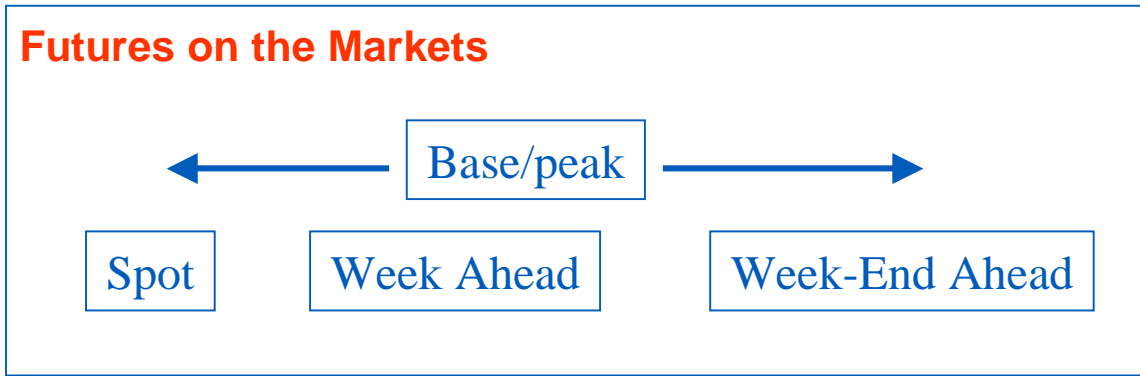 Futures on the Markets
Base/peak
Spot
Week Ahead
Week-End Ahead